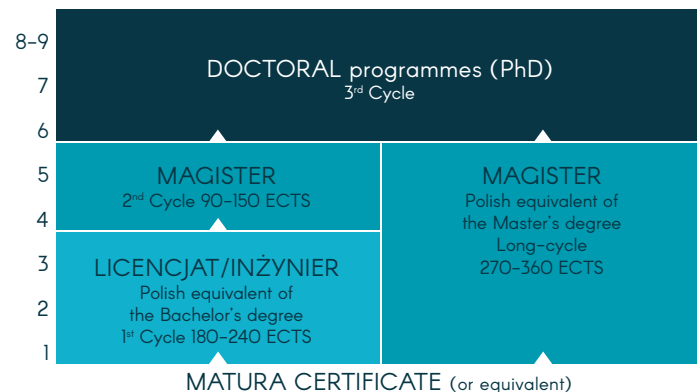 8–9
7
6
5
4
3
2
1
DOCTORAL programmes (PhD)
3rd Cycle
MAGISTER
2nd Cycle 90–150 ECTS
LICENCJAT/INŻYNIER
Polish equivalent of
the Bachelor's degree
1st Cycle 180–240 ECTS
MAGISTER
Polish equivalent of
the Master's degree
Long–cycle
270–360 ECTS
MATURA CERTIFICATE (or equivalent)